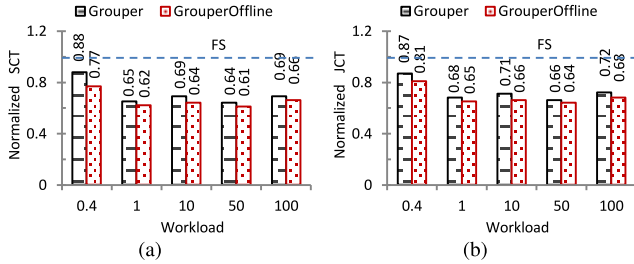 Grouper GrouperOffline
Normalized SCT
1.2
0.8
0.4
0
FS
0.88
0.77
0.65
0.62
0.69
0.64
0.64
0.61
0.69
0.66
0.4 1 10 50 100
Workload
(a)
Grouper GrouperOffline
Normalized JCT
1.2
0.8
0.4
0
FS
0.87
0.81
0.68
0.65
0.71
0.66
0.66
0.64
0.72
0.68
0.4 1 10 50 100
Workload
(b)